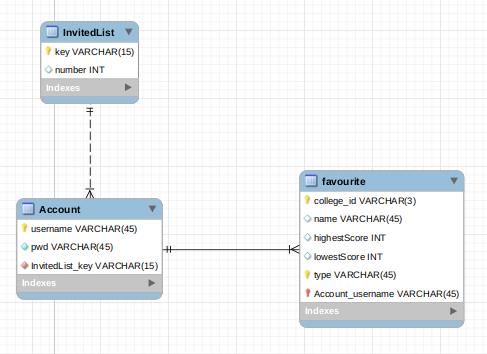 InvitedList
key VARCHAR(15)
number INT
Indexes
Account
username VARCHAR(45)
pwd VARCHAR(45)
InvitedList_key VARCHAR(15)
Indexes
favourite
college_id VARCHAR(3)
name VARCHAR(45)
highestScore INT
lowestScore INT
type VARCHAR(45)
Account_username VARCHAR(45)
Indexes